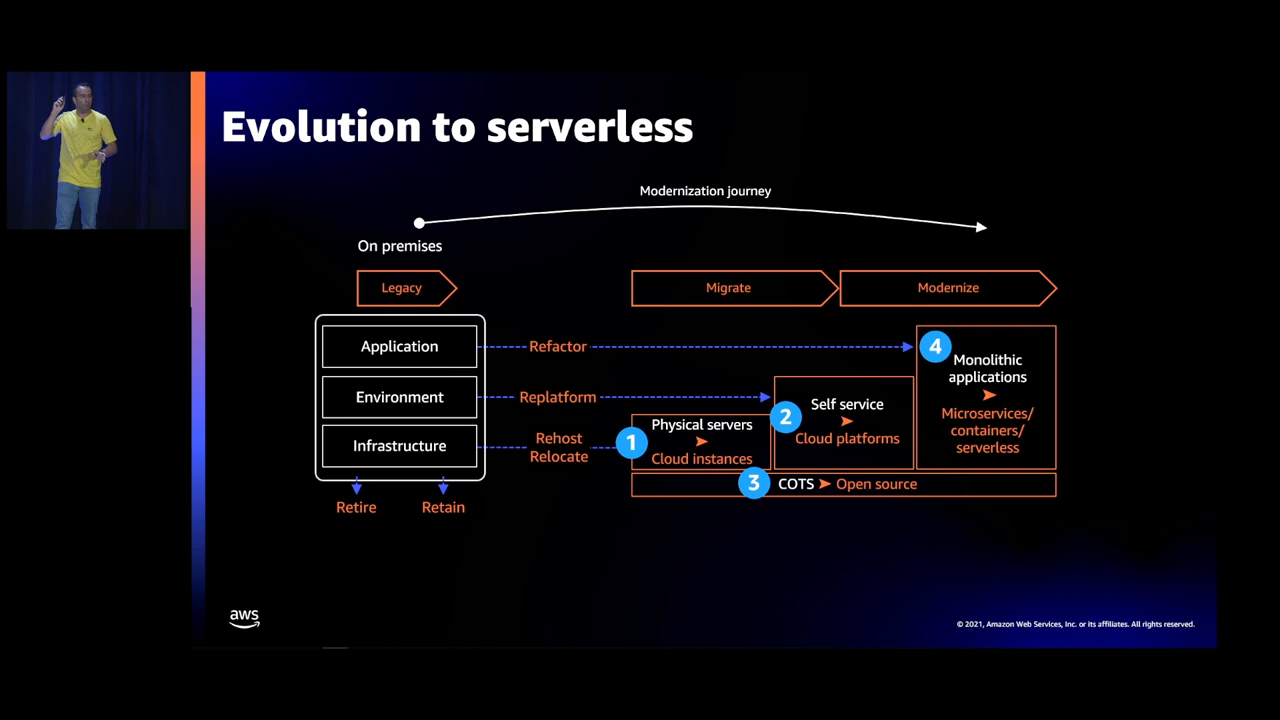 Evolution to serverless
Modernization journey
On premises
Legacy
Migrate
Modernize
Application
Environment
Infrastructure
Refactor
Replatform
Rehost
Relocate
Retire
Retain
1
Physical servers
Cloud instances
2
Self service
Cloud platforms
3
COTS
Open source
4
Monolithic
applications
Microservices/
containers/
serverless
aws
© 2021, Amazon Web Services, Inc. or its affiliates. All rights reserved.